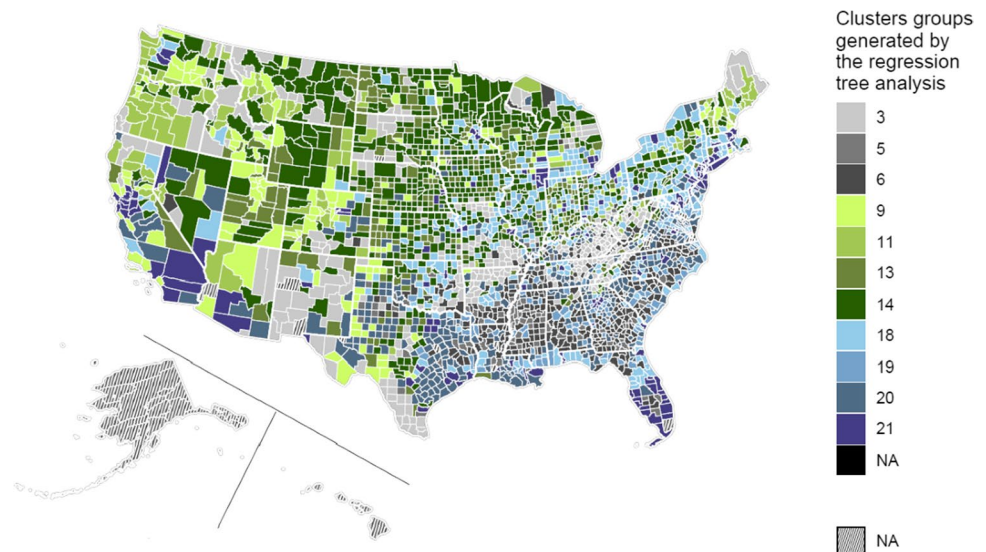 Clusters groups
generated by
the regression
tree analysis
3
5
6
9
11
13
14
18
19
20
21
NA
NA